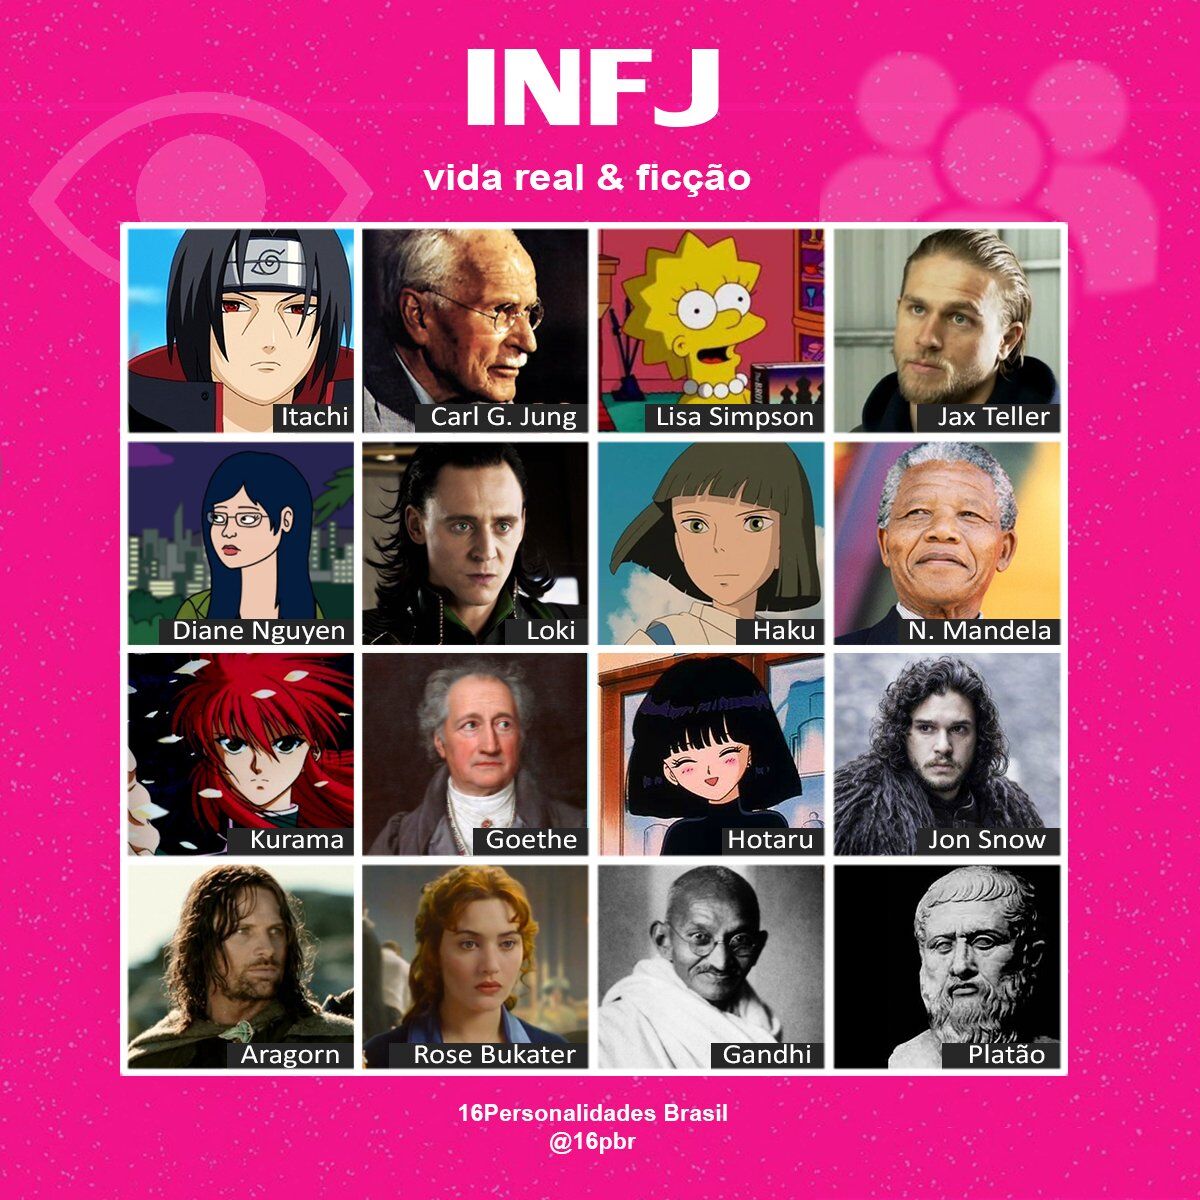 INFJ
vida real & ficção
Itachi
Carl G. Jung
Lisa Simpson
Jax Teller
Diane Nguyen
Loki
Haku
N. Mandela
Kurama
Goethe
Hotaru
Jon Snow
Aragorn
Rose Bukater
Gandhi
Platão
16Personalidades Brasil
@16pbr